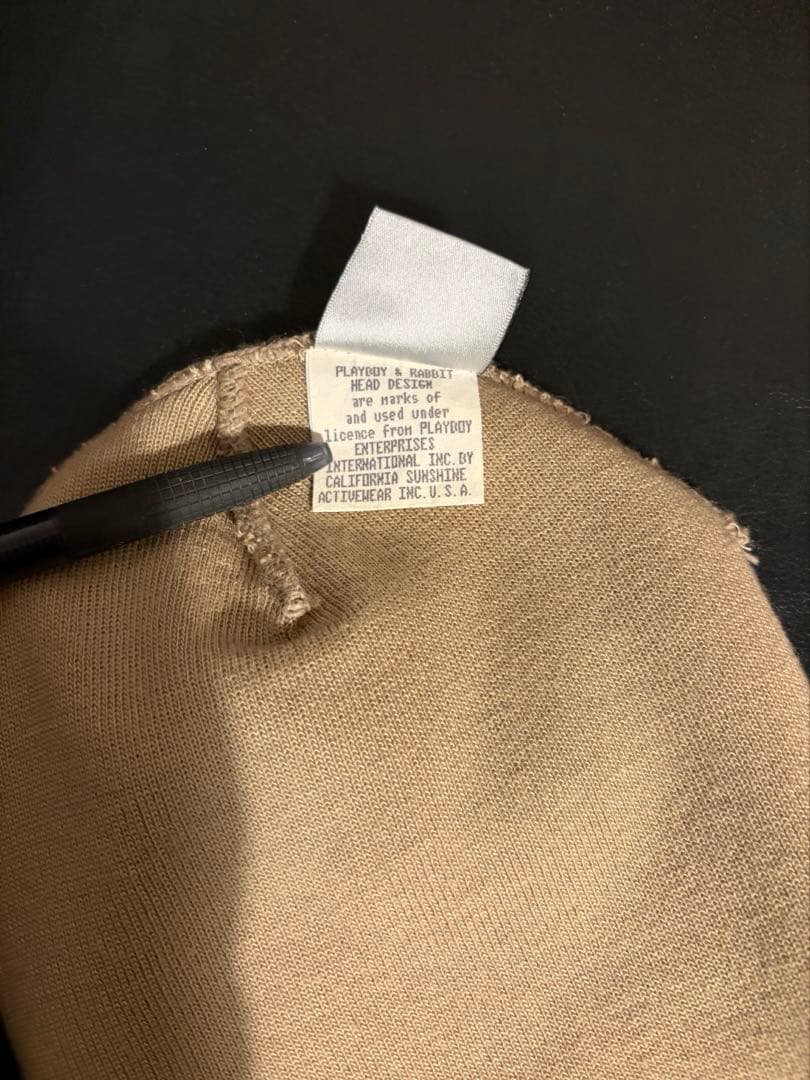 PLAYBOY & RABBIT
HEAD DESIGN
are marks of
and used under
licence from PLAYBOY
ENTERPRISES
INTERNATIONAL INC.BY
CALIFORNIA SUNSHINE
ACTIVEWEAR INC.U.S.A.